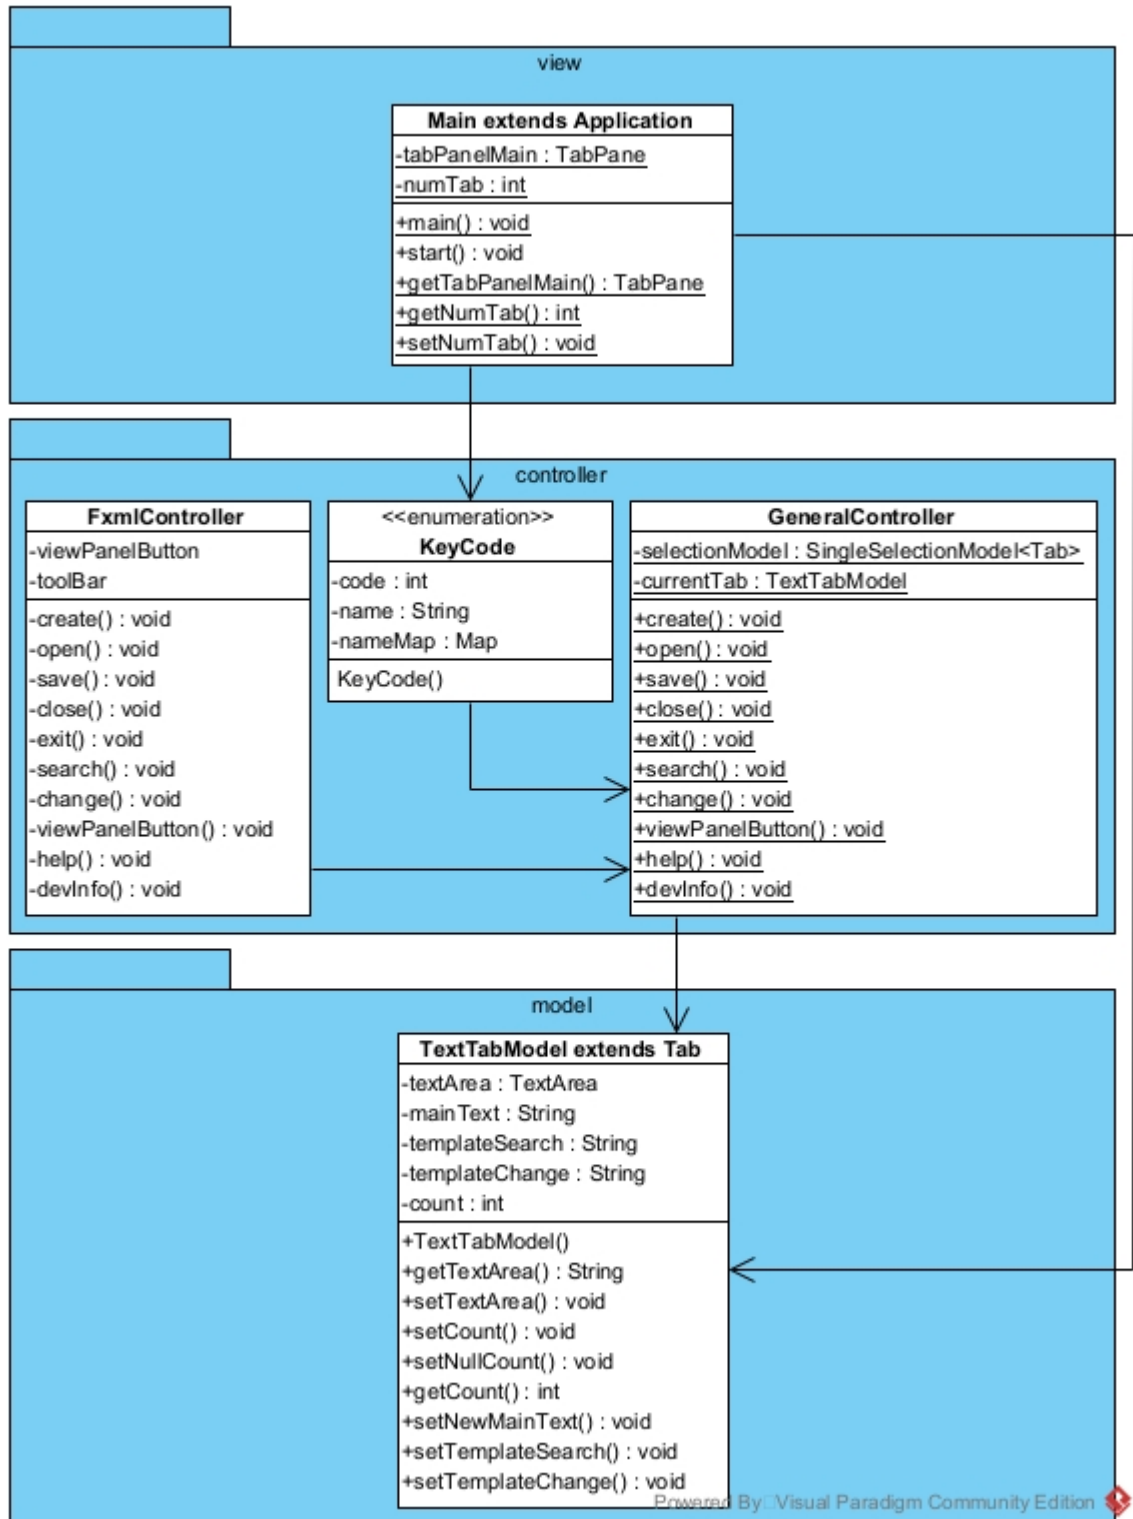 view
Main extends Application
-tabPanelMain : TabPane
-numTab : int
+main() : void
+start() : void
+getTabPanelMain() : TabPane
+getNumTab() : int
+setNumTab() : void
controller
FxmlController
-viewPanelButton
-toolBar
-create() : void
-open() : void
-save() : void
-close() : void
-exit() : void
-search() : void
-change() : void
-viewPanelButton() : void
-help() : void
-devInfo() : void
<<enumeration>>
KeyCode
-code : int
-name : String
-nameMap : Map
KeyCode()
GeneralController
-selectionModel : SingleSelectionModel<Tab>
-currentTab : TextTabModel
+create() : void
+open() : void
+save() : void
+close() : void
+exit() : void
+search() : void
+change() : void
+viewPanelButton() : void
+help() : void
+devInfo() : void
model
TextTabModel extends Tab
-textArea : TextArea
-mainText : String
-templateSearch : String
-templateChange : String
-count : int
+TextTabModel()
+getTextArea() : String
+setTextArea() : void
+setCount() : void
+setNullCount() : void
+getCount() : int
+setNewMainText() : void
+setTemplateSearch() : void
+setTemplateChange() : void
Powered By Visual Paradigm Community Edition